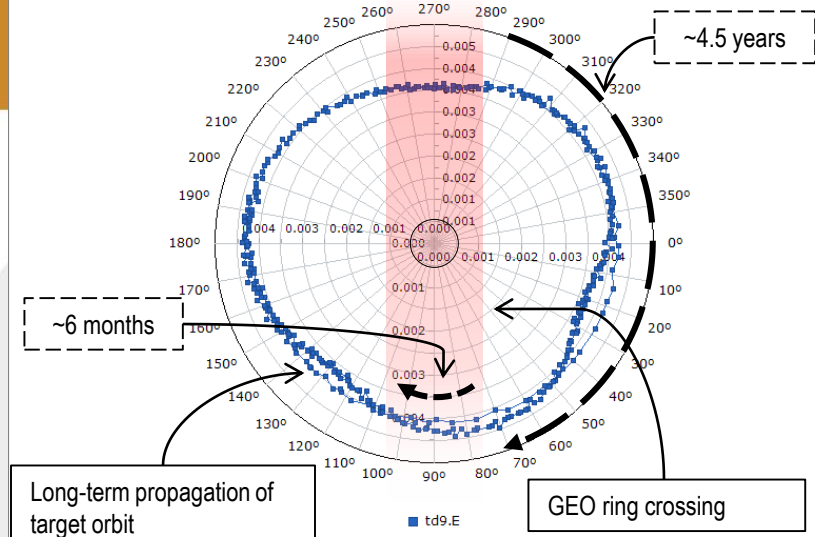 270º
260º
280º
250º
290º
240º
300º
~4.5 years
230º
310º
220º
320º
210º
330º
200º
340º
190º
350º
180º
0º
170º
10º
160º
20º
150º
30º
140º
40º
130º
50º
120º
60º
110º
70º
100º
80º
90º
0.005
0.004
0.003
0.003
0.002
0.002
0.001
0.001
.004 0.003 0.002 0.001 0.000
0.000 0.001 0.002 0.003 0.004
0.001
0.002
0.003
~6 months
Long-term propagation of
target orbit
GEO ring crossing
td9.E